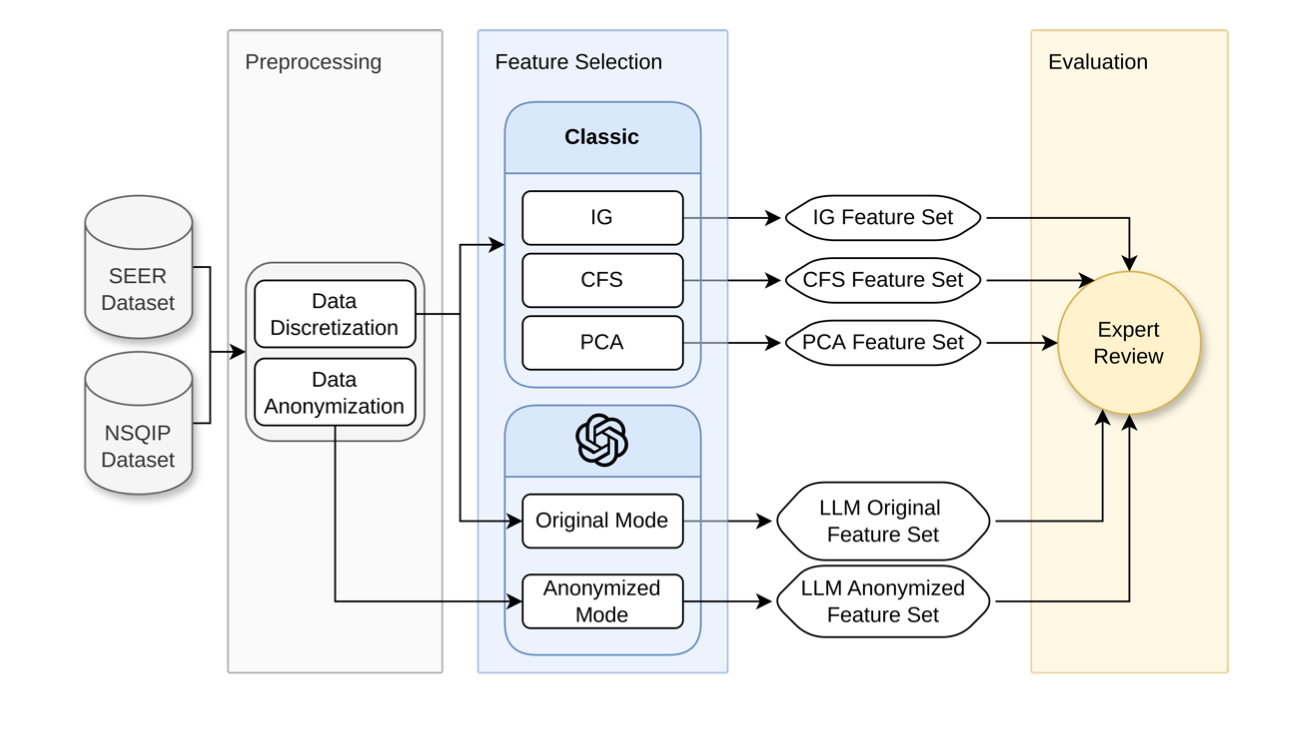 Preprocessing
Feature Selection
Evaluation
Classic
IG
IG Feature Set
SEER
Dataset
CFS
CFS Feature Set
Data
Discretization
PCA
PCA Feature Set
Expert
Review
Data
Anonymization
NSQIP
Dataset
Original Mode
LLM Original
Feature Set
Anonymized
Mode
LLM Anonymized
Feature Set